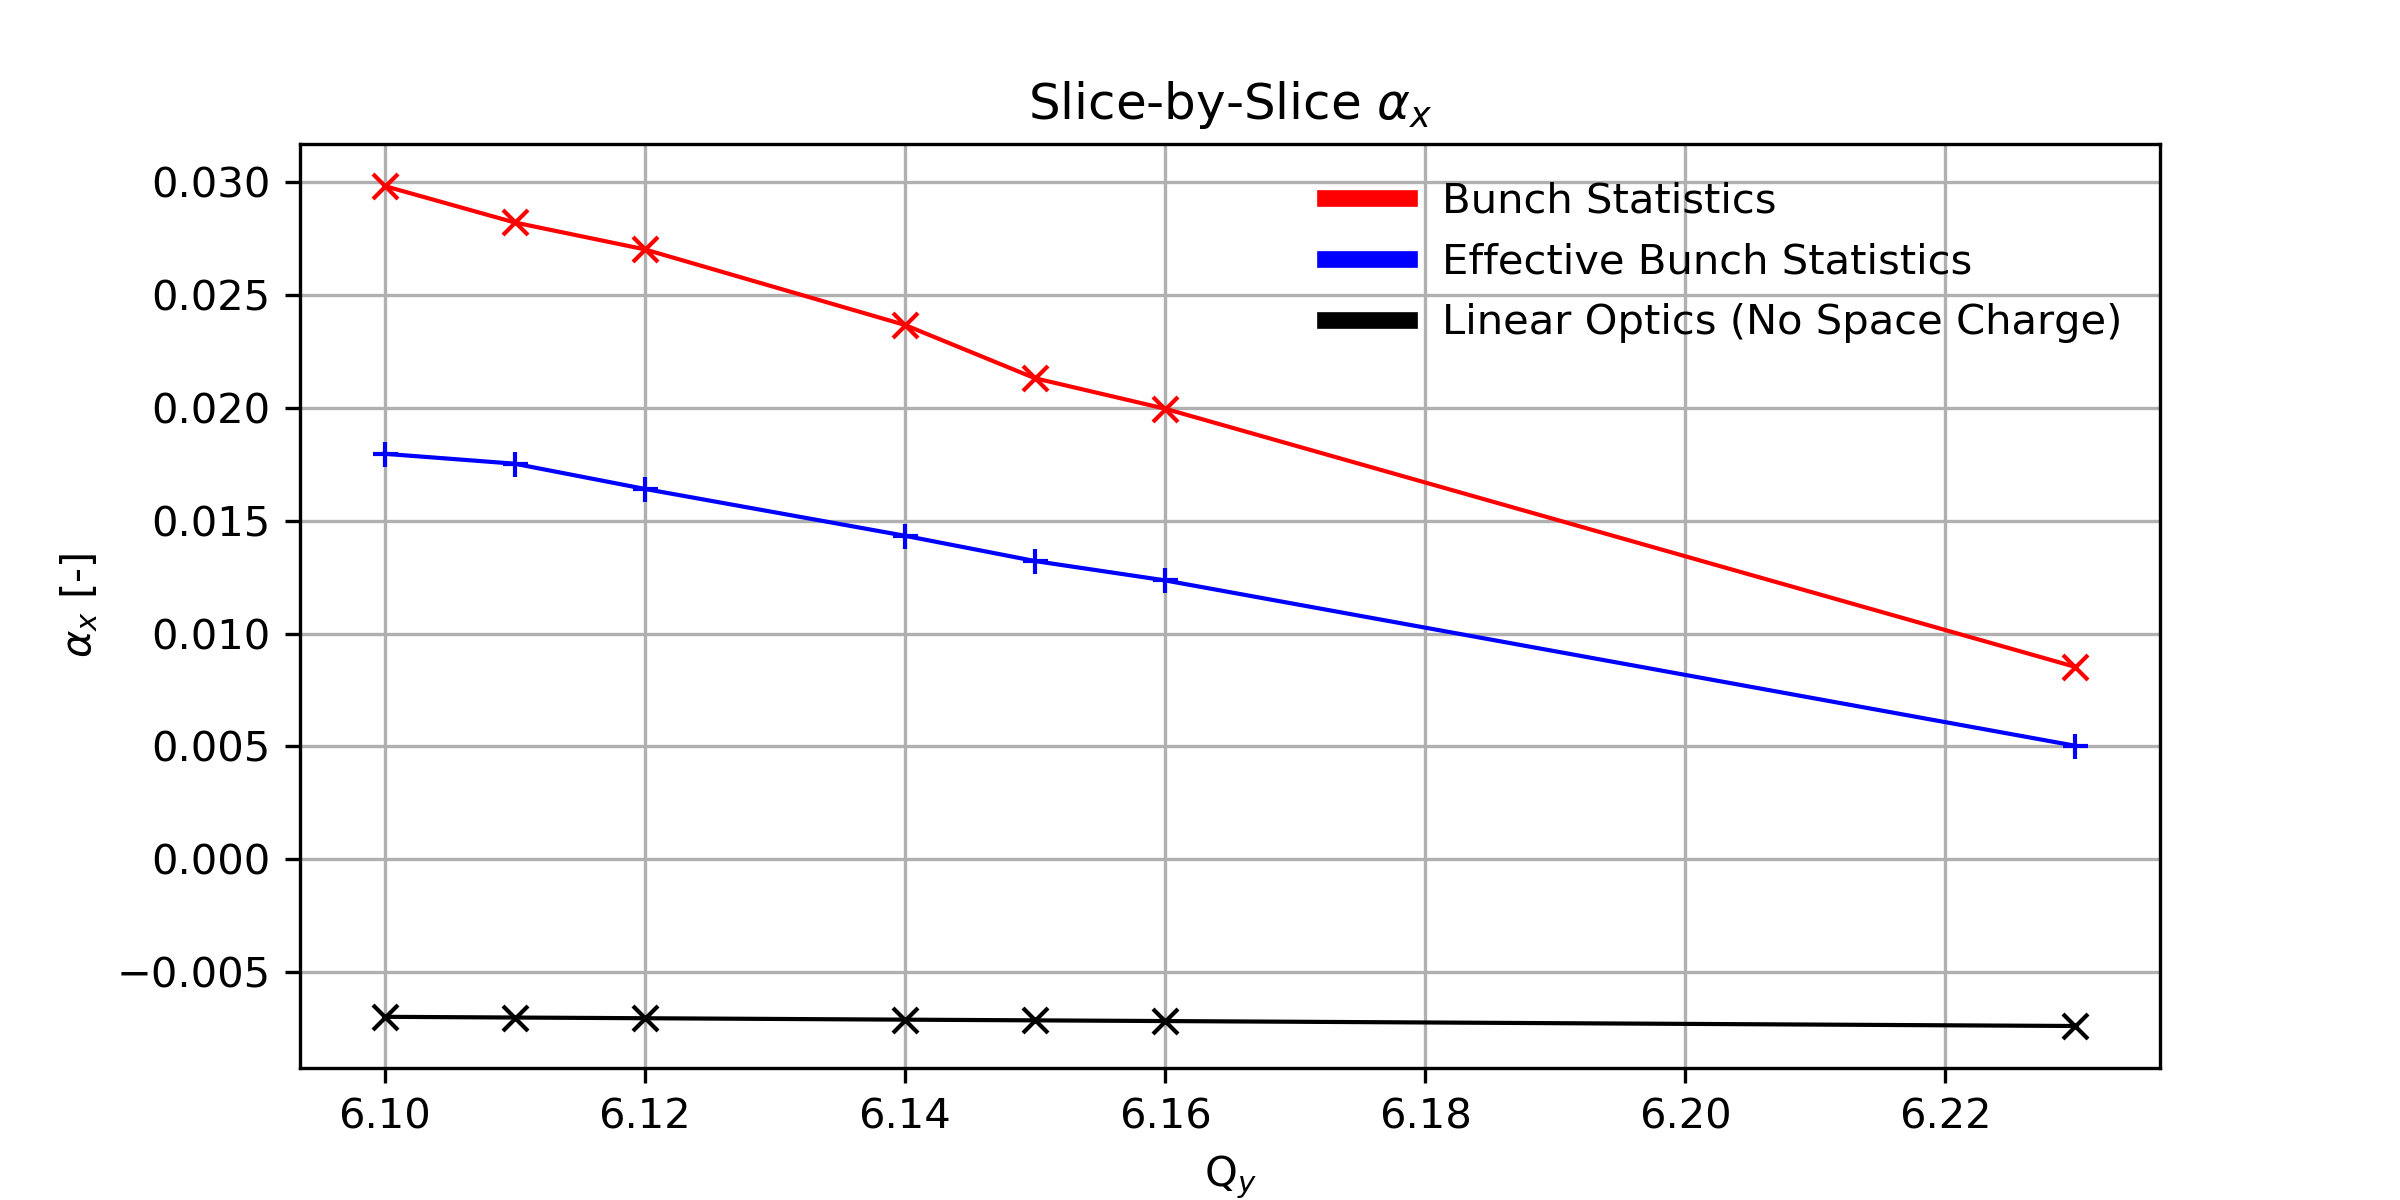 Slice-by-Slice αₓ
Bunch Statistics
Effective Bunch Statistics
Linear Optics (No Space Charge)
αₓ [-]
0.030
0.025
0.020
0.015
0.010
0.005
0.000
−0.005
6.10 6.12 6.14 6.16 6.18 6.20 6.22
Q_y